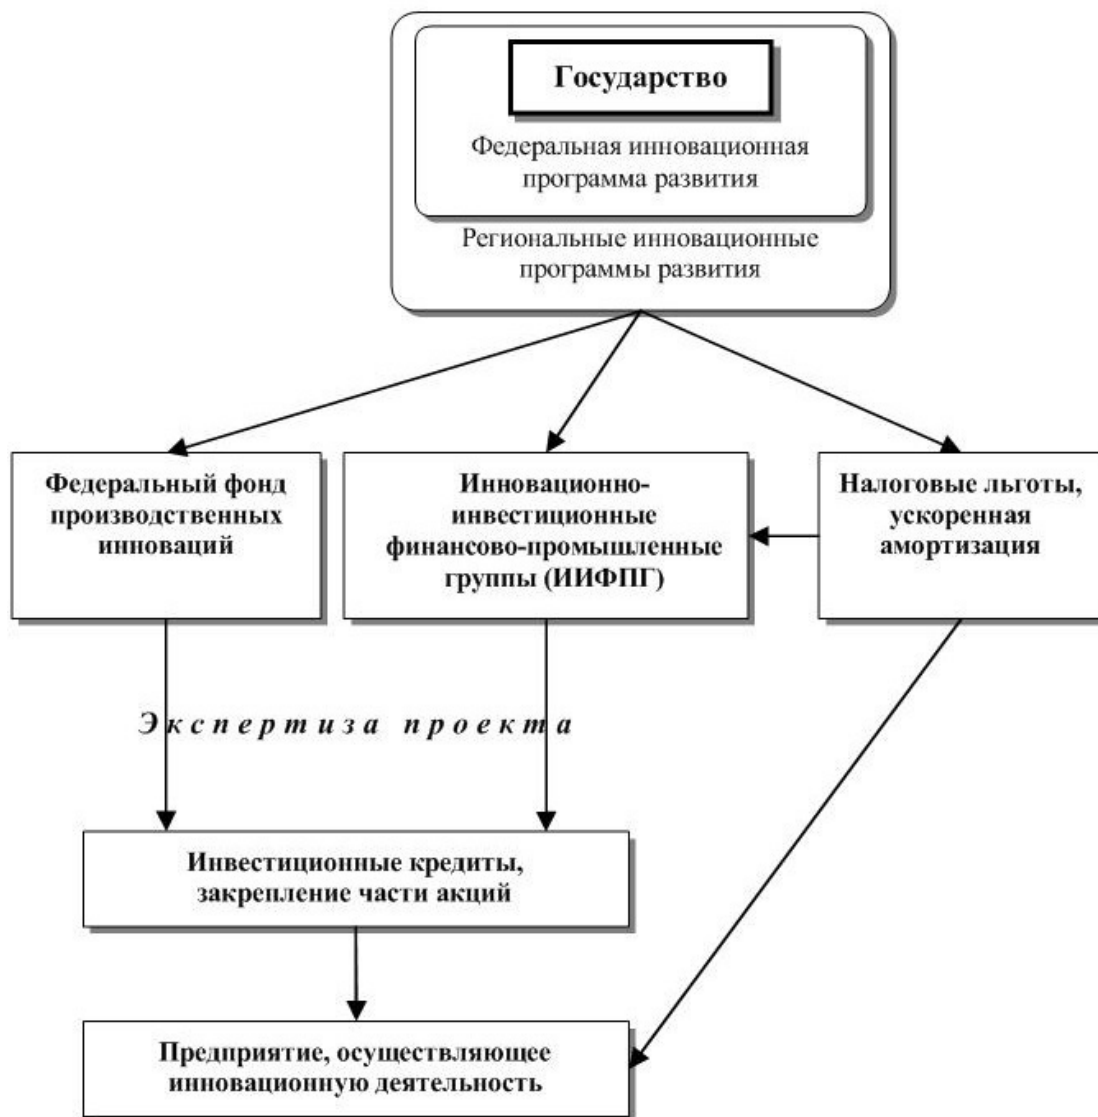 Государство
Федеральная инновационная
программа развития
Региональные инновационные
программы развития
Федеральный фонд
производственных
инноваций
Инновационно-
инвестиционные
финансово-промышленные
группы (ИИФПГ)
Налоговые льготы,
ускоренная
амортизация
Экспертиза проекта
Инвестиционные кредиты,
закрепление части акций
Предприятие, осуществляющее
инновационную деятельность